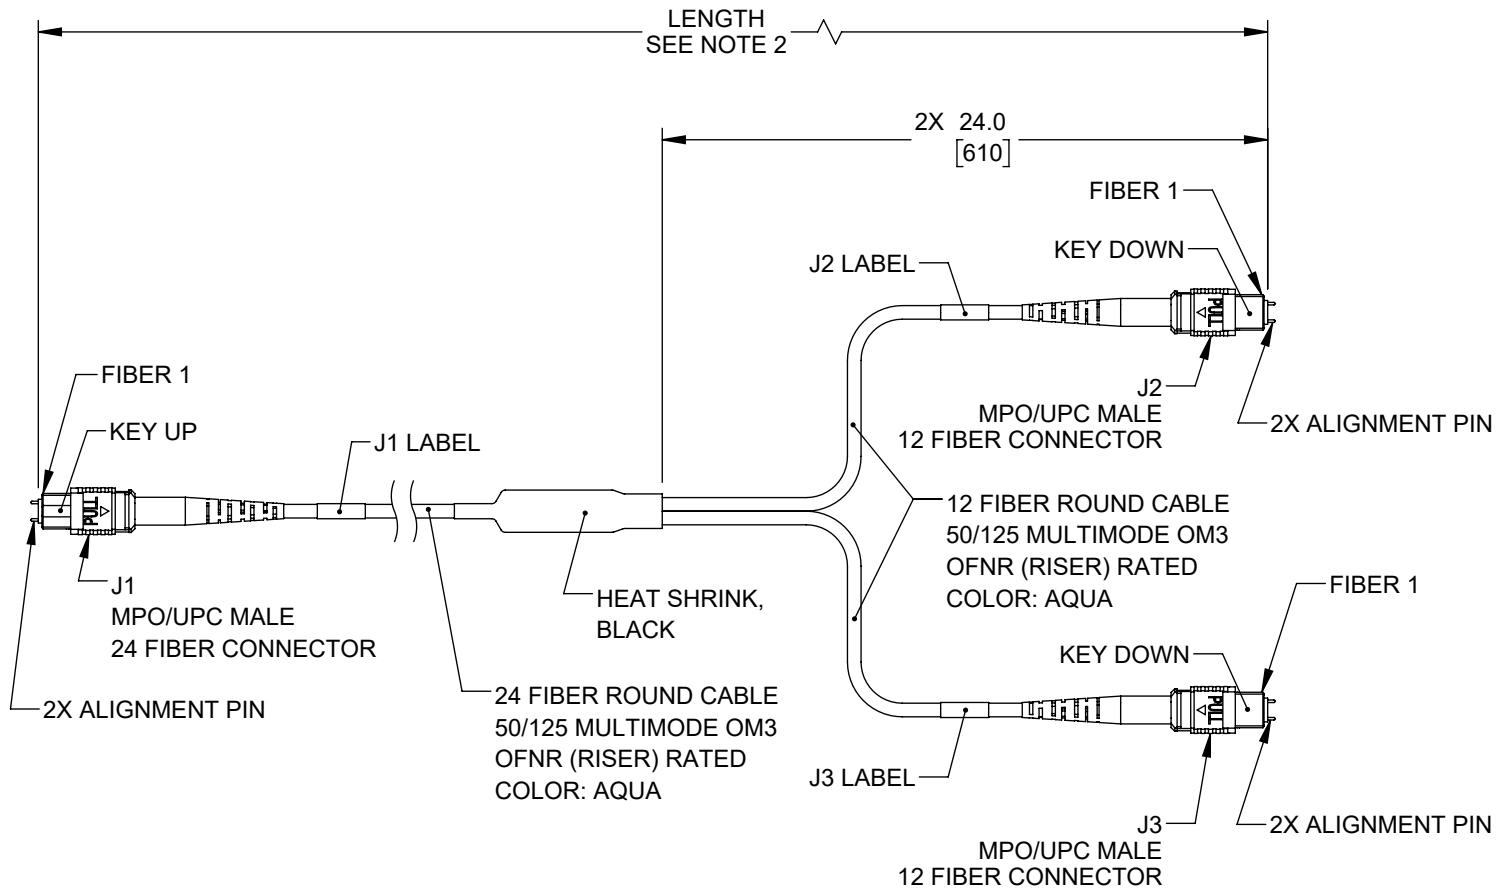 LENGTH
SEE NOTE 2
2X 24.0
[610]
FIBER 1
KEY DOWN
J2 LABEL
PULL
J2
MPO/UPC MALE
12 FIBER CONNECTOR
2X ALIGNMENT PIN
FIBER 1
KEY UP
J1 LABEL
PULL
J1
MPO/UPC MALE
24 FIBER CONNECTOR
2X ALIGNMENT PIN
HEAT SHRINK,
BLACK
24 FIBER ROUND CABLE
50/125 MULTIMODE OM3
OFNR (RISER) RATED
COLOR: AQUA
12 FIBER ROUND CABLE
50/125 MULTIMODE OM3
OFNR (RISER) RATED
COLOR: AQUA
FIBER 1
KEY DOWN
PULL
J3 LABEL
J3
MPO/UPC MALE
12 FIBER CONNECTOR
2X ALIGNMENT PIN